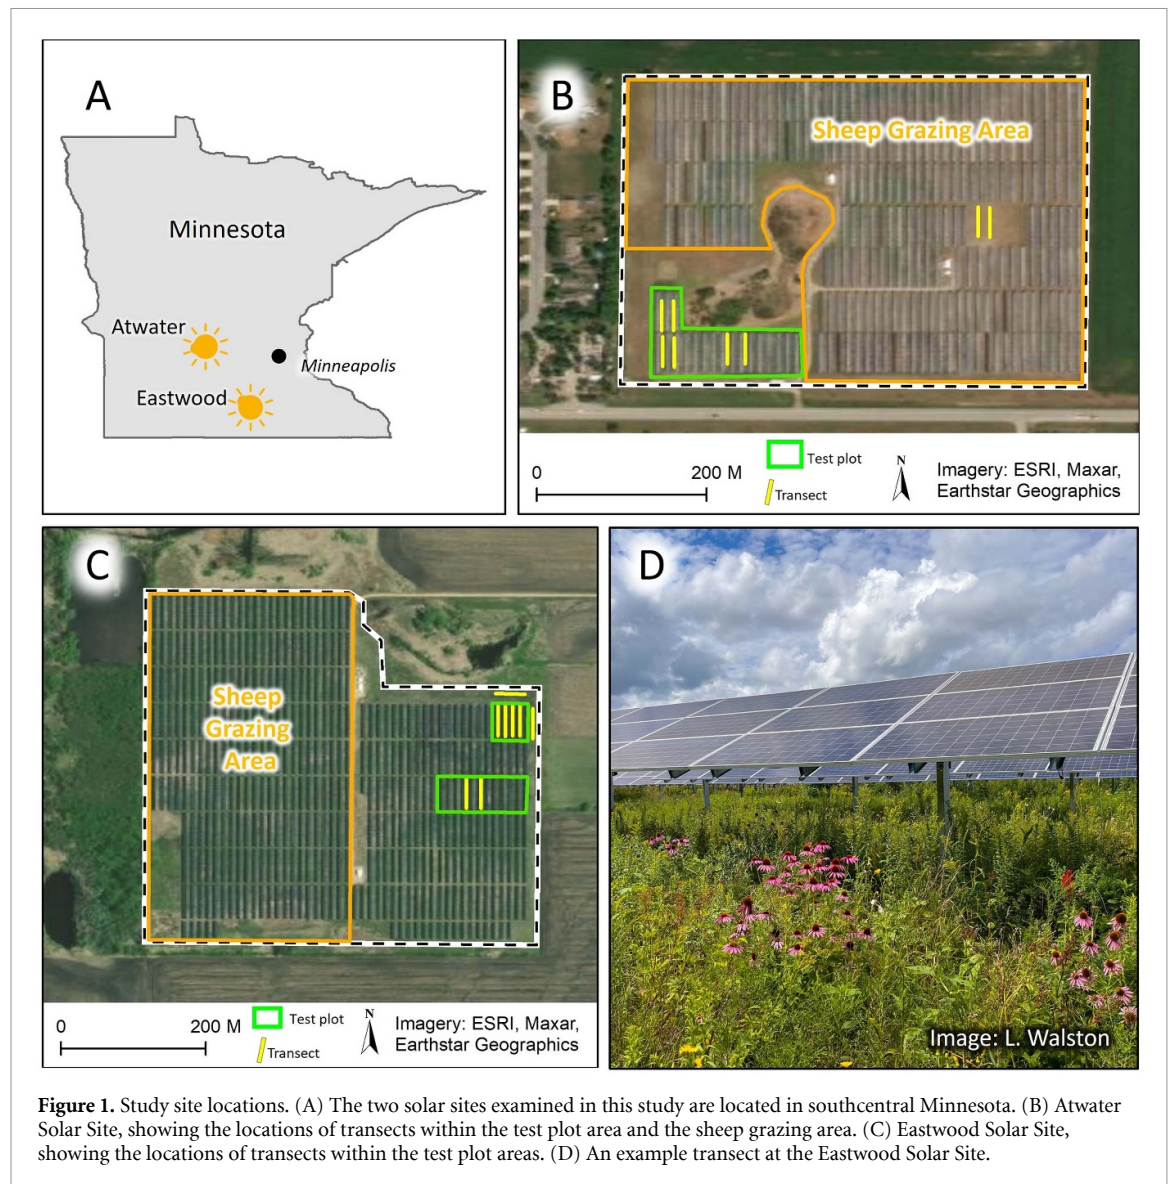 A
Minnesota
Atwater
Minneapolis
Eastwood
B
Sheep Grazing Area
0
200 M
Test plot
Transect
N
Imagery: ESRI, Maxar,
Earthstar Geographics
C
Sheep
Grazing
Area
0
200 M
Test plot
Transect
N
Imagery: ESRI, Maxar,
Earthstar Geographics
D
Image: L. Walston
Figure 1. Study site locations. (A) The two solar sites examined in this study are located in southcentral Minnesota. (B) Atwater
Solar Site, showing the locations of transects within the test plot area and the sheep grazing area. (C) Eastwood Solar Site,
showing the locations of transects within the test plot areas. (D) An example transect at the Eastwood Solar Site.